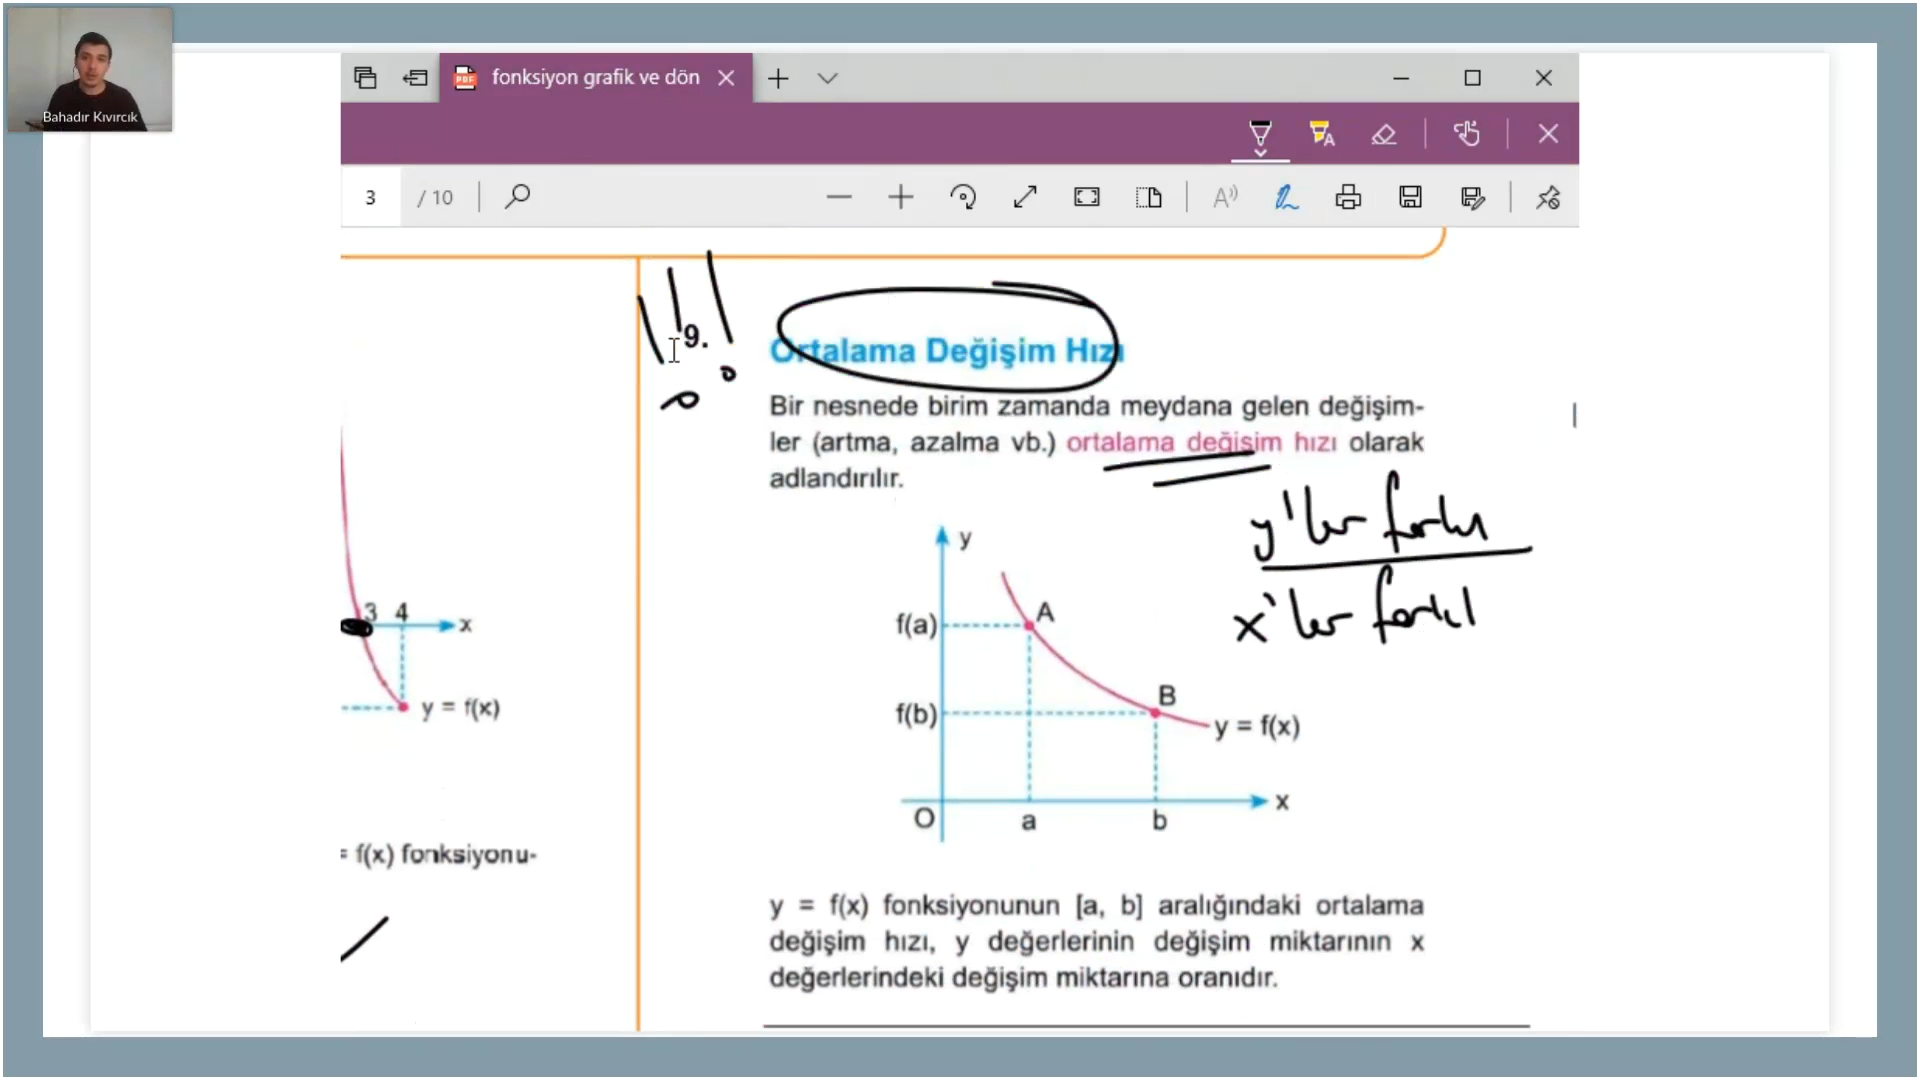 Bahadır Kıvırcık
fonksiyon grafik ve dön
3 / 10
9.
Ortalama Değişim Hızı
Bir nesnede birim zamanda meydana gelen değişim-
ler (artma, azalma vb.) ortalama değişim hızı olarak
adlandırılır.
y'ler farkı
x'ler farkı
y
f(a)
A
f(b)
B
y = f(x)
O
a
b
x
3 4
x
y = f(x)
= f(x) fonksiyonu-
y = f(x) fonksiyonunun [a, b] aralığındaki ortalama
değişim hızı, y değerlerinin değişim miktarının x
değerlerindeki değişim miktarına oranıdır.